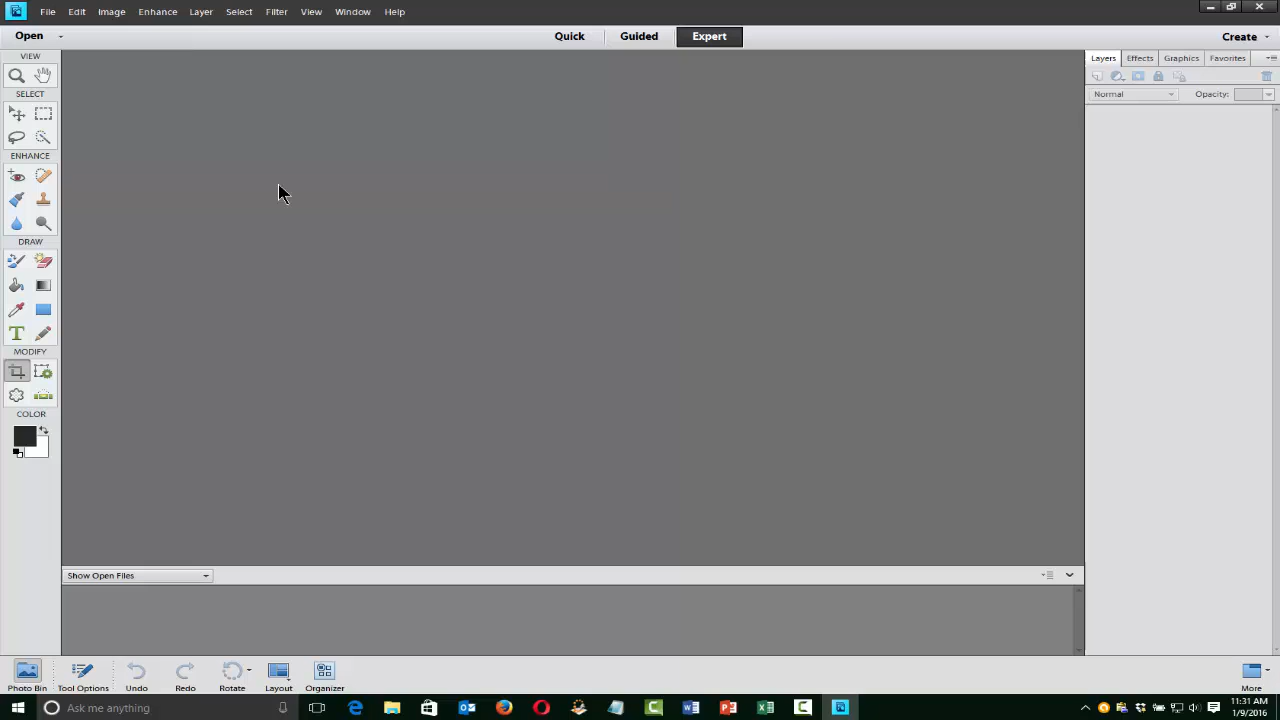 File Edit Image Enhance Layer Select Filter View Window Help
Open Quick Guided Expert Create
VIEW
SELECT
ENHANCE
DRAW
T
MODIFY
COLOR
Layers Effects Graphics Favorites
Normal Opacity:
Show Open Files
Photo Bin Tool Options Undo Redo Rotate Layout Organizer More
Ask me anything
11:31 AM
1/9/2016